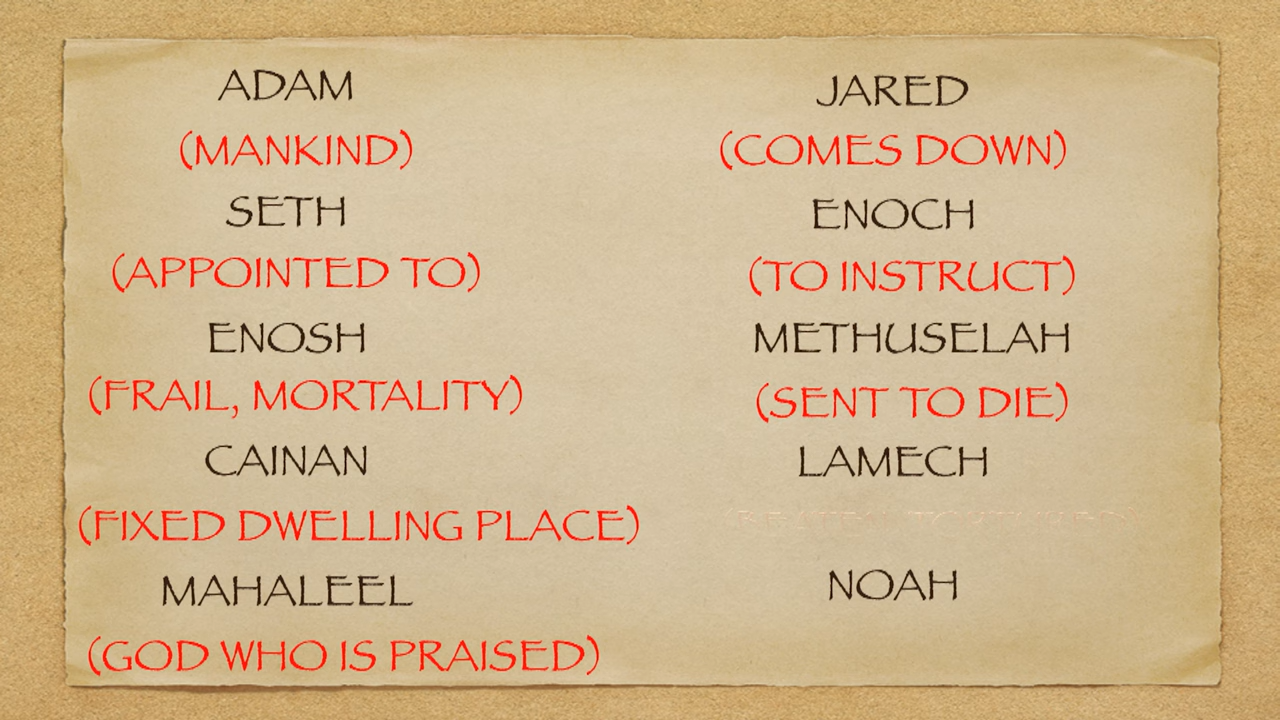 ADAM
(MANKIND)
SETH
(APPOINTED TO)
ENOSH
(FRAIL, MORTALITY)
CAINAN
(FIXED DWELLING PLACE)
MAHALEEL
(GOD WHO IS PRAISED)
JARED
(COMES DOWN)
ENOCH
(TO INSTRUCT)
METHUSELAH
(SENT TO DIE)
LAMECH
NOAH